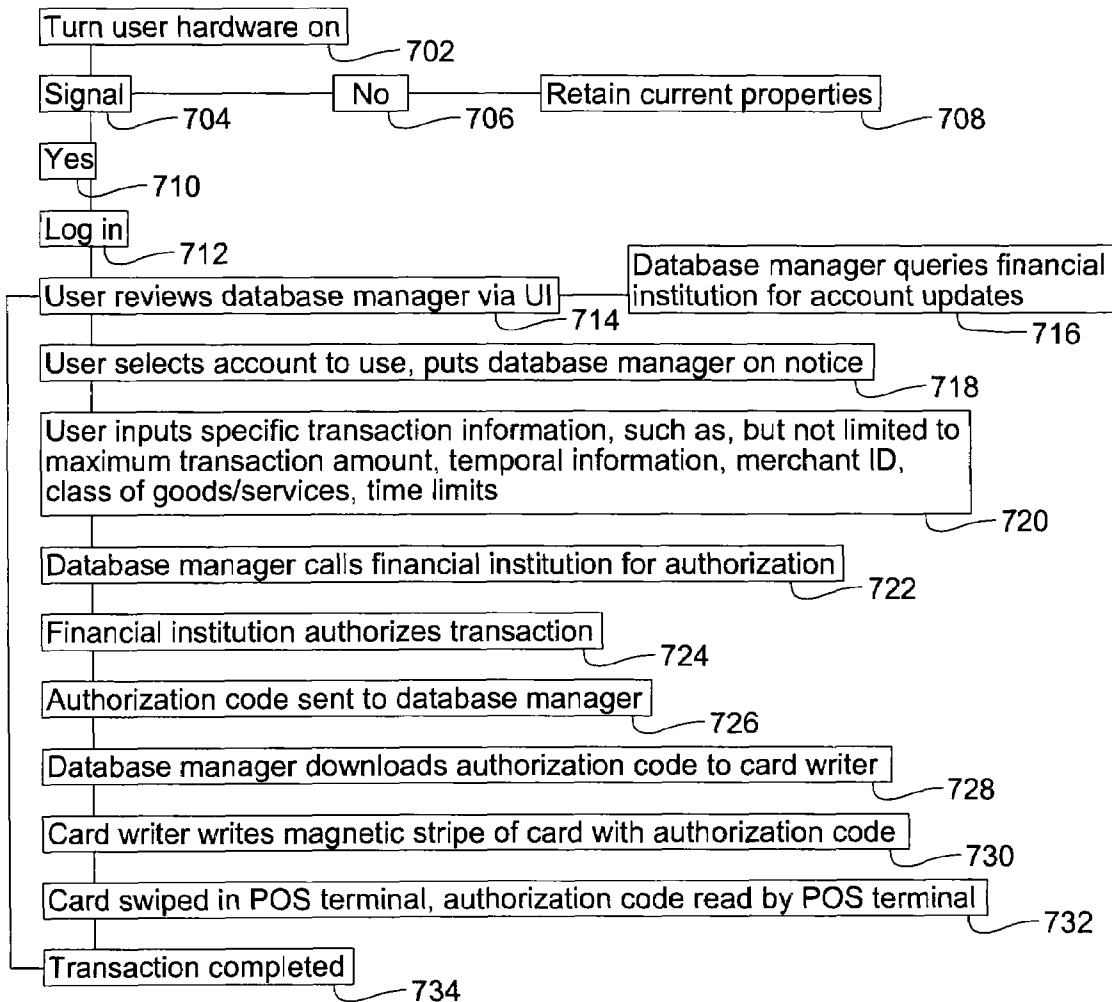 Turn user hardware on
702
Signal
704
No
706
Retain current properties
708
Yes
710
Log in
712
User reviews database manager via UI
714
Database manager queries financial
institution for account updates
716
User selects account to use, puts database manager on notice
718
User inputs specific transaction information, such as, but not limited to
maximum transaction amount, temporal information, merchant ID,
class of goods/services, time limits
720
Database manager calls financial institution for authorization
722
Financial institution authorizes transaction
724
Authorization code sent to database manager
726
Database manager downloads authorization code to card writer
728
Card writer writes magnetic stripe of card with authorization code
730
Card swiped in POS terminal, authorization code read by POS terminal
732
Transaction completed
734